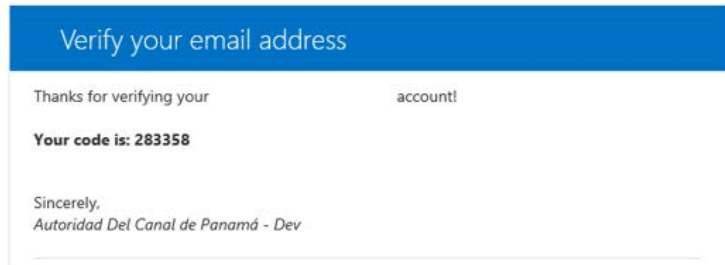 Verify your email address
Thanks for verifying your account!
Your code is: 283358
Sincerely,
Autoridad Del Canal de Panamá - Dev